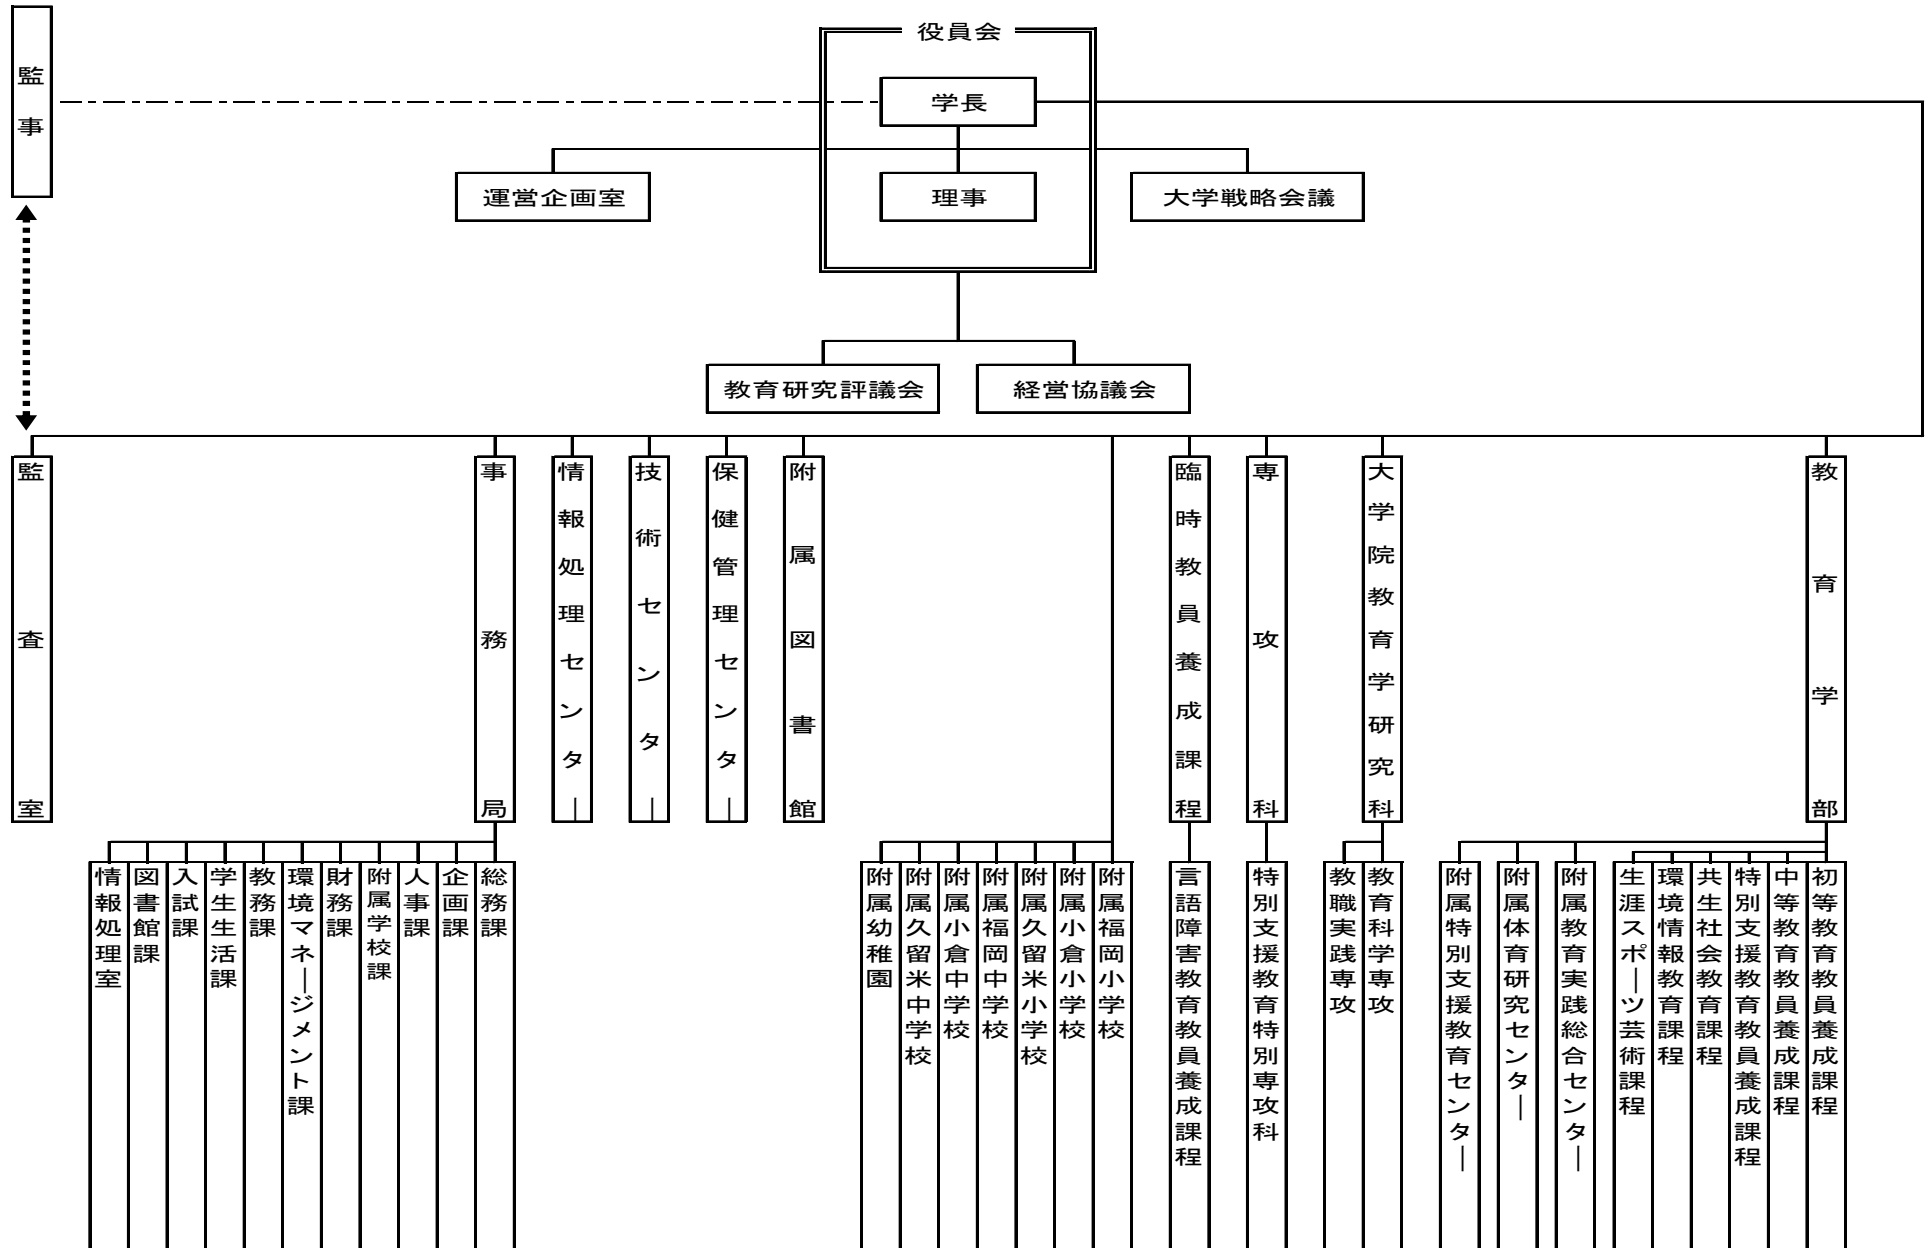 監事
役員会
学長
運営企画室
理事
大学戦略会議
教育研究評議会
経営協議会
教育学部
大学院教育学研究科
専攻科
臨時教員養成課程
附属図書館
保健管理センター
技術センター
情報処理センター
事務局
監査室
初等教育教員養成課程
中等教育教員養成課程
特別支援教育教員養成課程
共生社会教育課程
環境情報教育課程
生涯スポーツ芸術課程
附属教育実践総合センター
附属体育研究センター
附属特別支援教育センター
教育科学専攻
教職実践専攻
特別支援教育特別専攻科
言語障害教育教員養成課程
附属福岡小学校
附属小倉小学校
附属久留米小学校
附属福岡中学校
附属小倉中学校
附属久留米中学校
附属幼稚園
総務課
企画課
人事課
附属学校課
財務課
環境マネージジメント課
教務課
学生生活課
入試課
図書館課
情報処理室